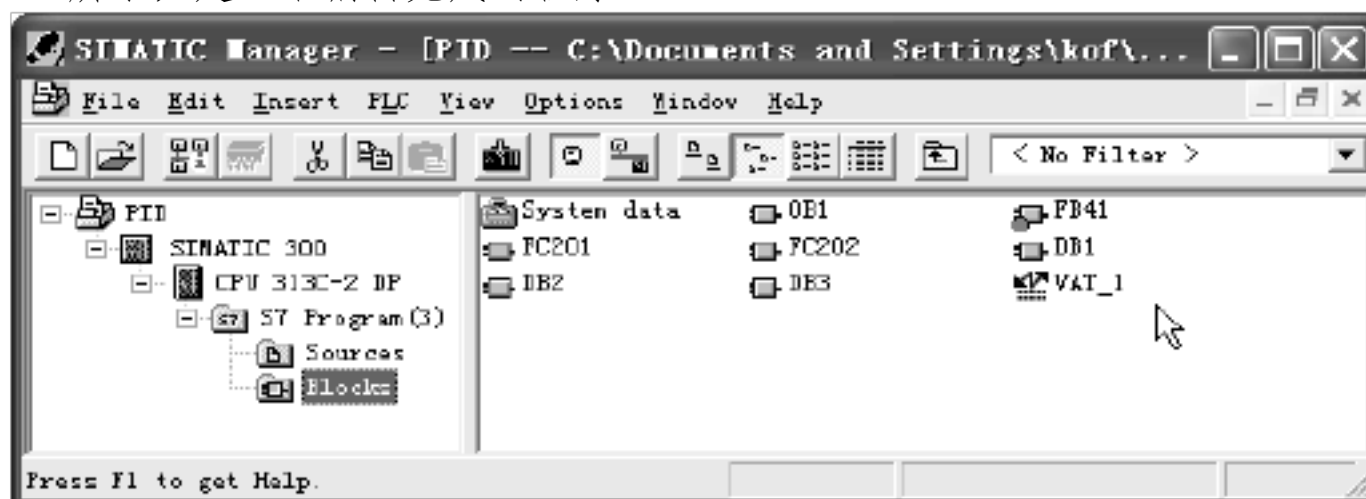 SIMATIC Manager - [PID -- C:\Documents and Settings\kof\...
File Edit Insert PLC View Options Window Help
< No Filter >
PID
SIMATIC 300
CPU 313C-2 DP
S7 Program(3)
Sources
Blocks
System data OB1 FB41
FC201 FC202 DB1
DB2 DB3 VAT_1
Press F1 to get Help.